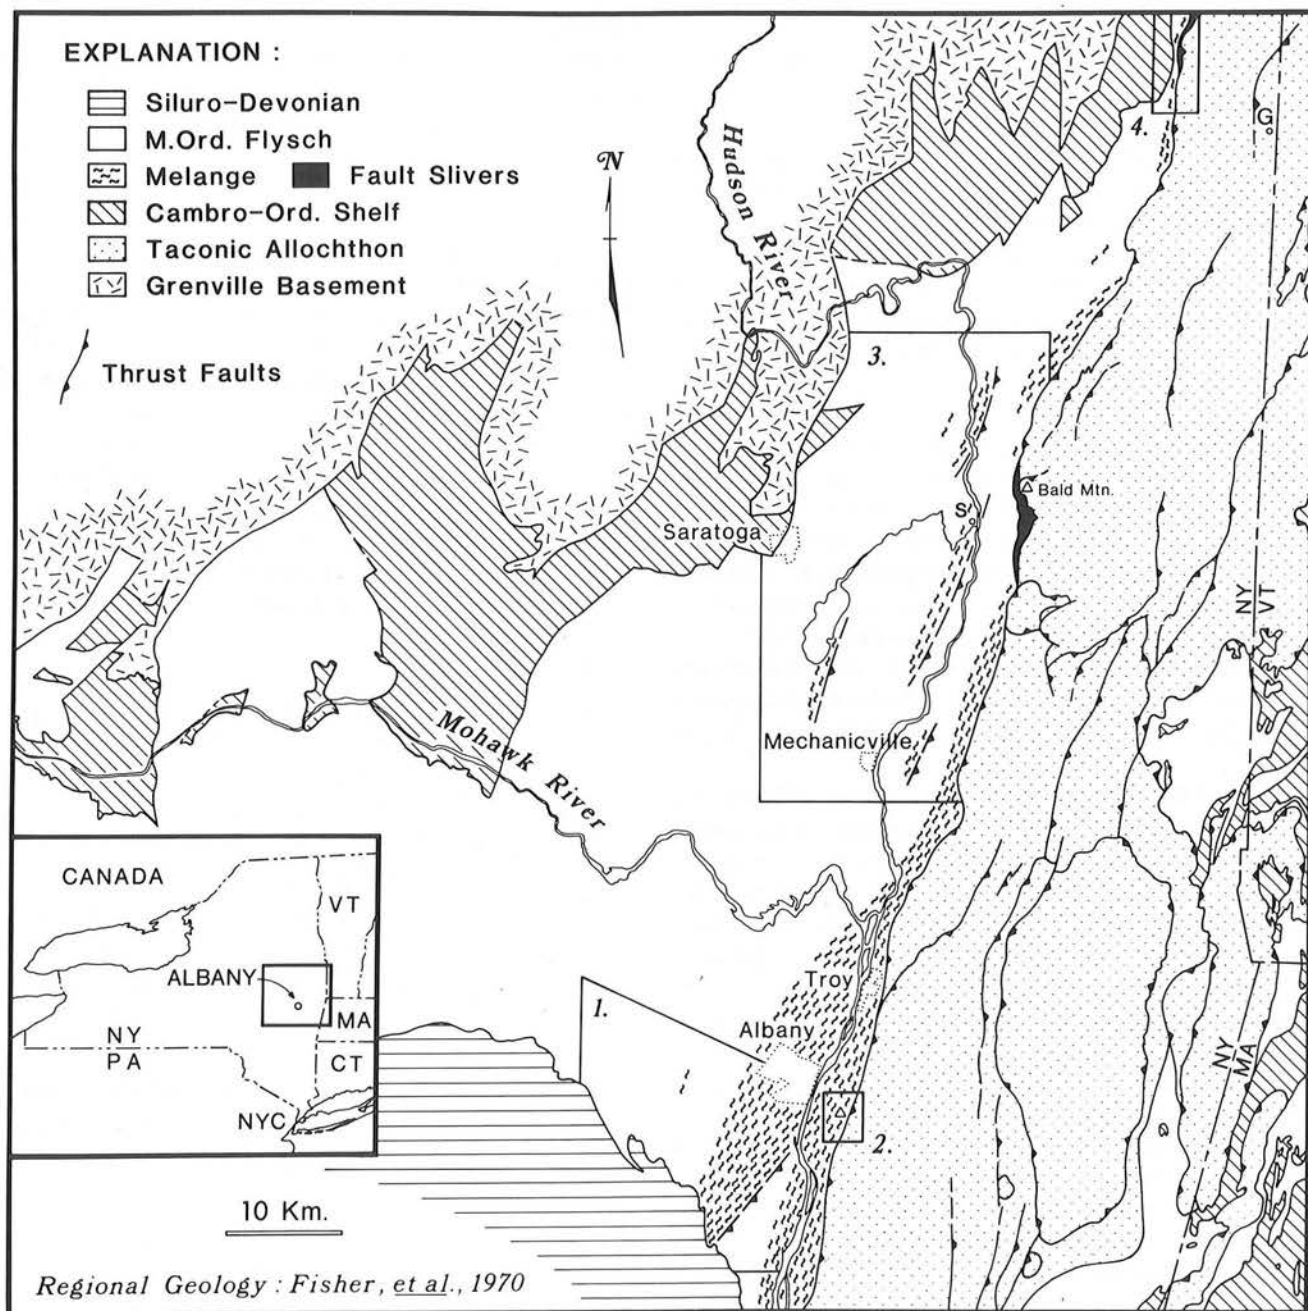 EXPLANATION :
Siluro-Devonian
M.Ord. Flysch
Melange
Fault Slivers
Cambro-Ord. Shelf
Taconic Allochthon
Grenville Basement
Thrust Faults
N
Hudson River
4.
G
3.
Bald Mtn.
S
Saratoga
NY
VT
Mechanicville
Mohawk River
CANADA
VT
ALBANY
NY
PA
MA
CT
NYC
1.
Troy
Albany
2.
NY
MA
10 Km.
Regional Geology : Fisher, et al., 1970